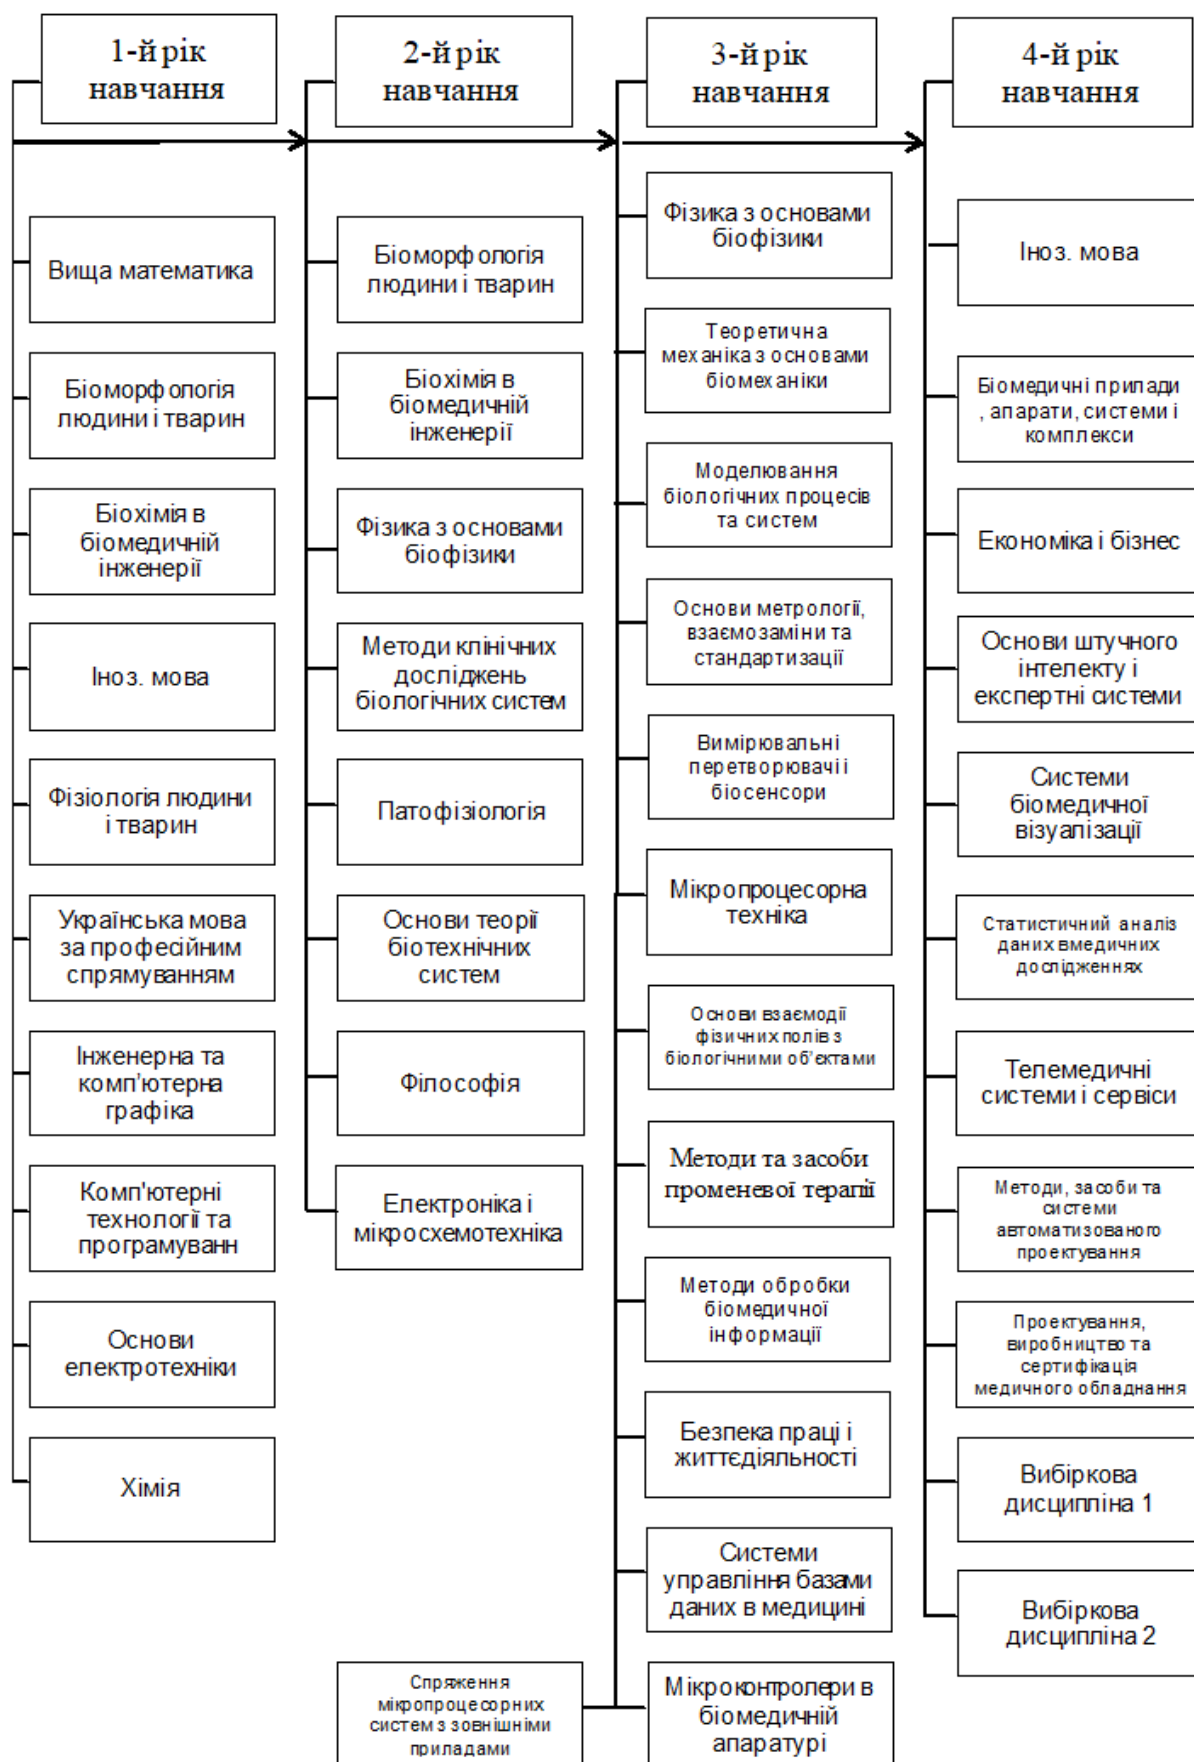 1-й рік
навчання
2-й рік
навчання
3-й рік
навчання
4-й рік
навчання
Вища математика
Біоморфологія
людини і тварин
Біохімія в
біомедичній
інженерії
Іноз. мова
Фізіологія людини
і тварин
Українська мова
за професійним
спрямуванням
Інженерна та
комп'ютерна
графіка
Комп'ютерні
технології та
програмуванн
Основи
електротехніки
Хімія
Біоморфологія
людини і тварин
Біохімія в
біомедичній
інженерії
Фізика з основами
біофізики
Методи клінічних
досліджень
біологічних систем
Патофізіологія
Основи теорії
біотехнічних
систем
Філософія
Електроніка і
мікросхемотехніка
Спряження
мікропроцесорних
систем з зовнішніми
приладами
Фізика з основами
біофізики
Теоретична
механіка з основами
біомеханіки
Моделювання
біологічних процесів
та систем
Основи метрології,
взаємозаміни та
стандартизації
Вимірювальні
перетворювачі і
біосенсори
Мікропроцесорна
техніка
Основи взаємодії
фізичних полів з
біологічними об'єктами
Методи та засоби
променевої терапії
Методи обробки
біомедичної
інформації
Безпека праці і
життєдіяльності
Системи
управління базами
даних в медицині
Мікроконтролери в
біомедичній
апаратурі
Іноз. мова
Біомедичні прилади
, апарати, системи і
комплекси
Економіка і бізнес
Основи штучного
інтелекту і
експертні системи
Системи
біомедичної
візуалізації
Статистичний аналіз
даних в медичних
дослідженнях
Телемедичні
системи і сервіси
Методи, засоби та
системи
автоматизованого
проектування
Проектування,
виробництво та
сертифікація
медичного обладнання
Вибіркова
дисципліна 1
Вибіркова
дисципліна 2